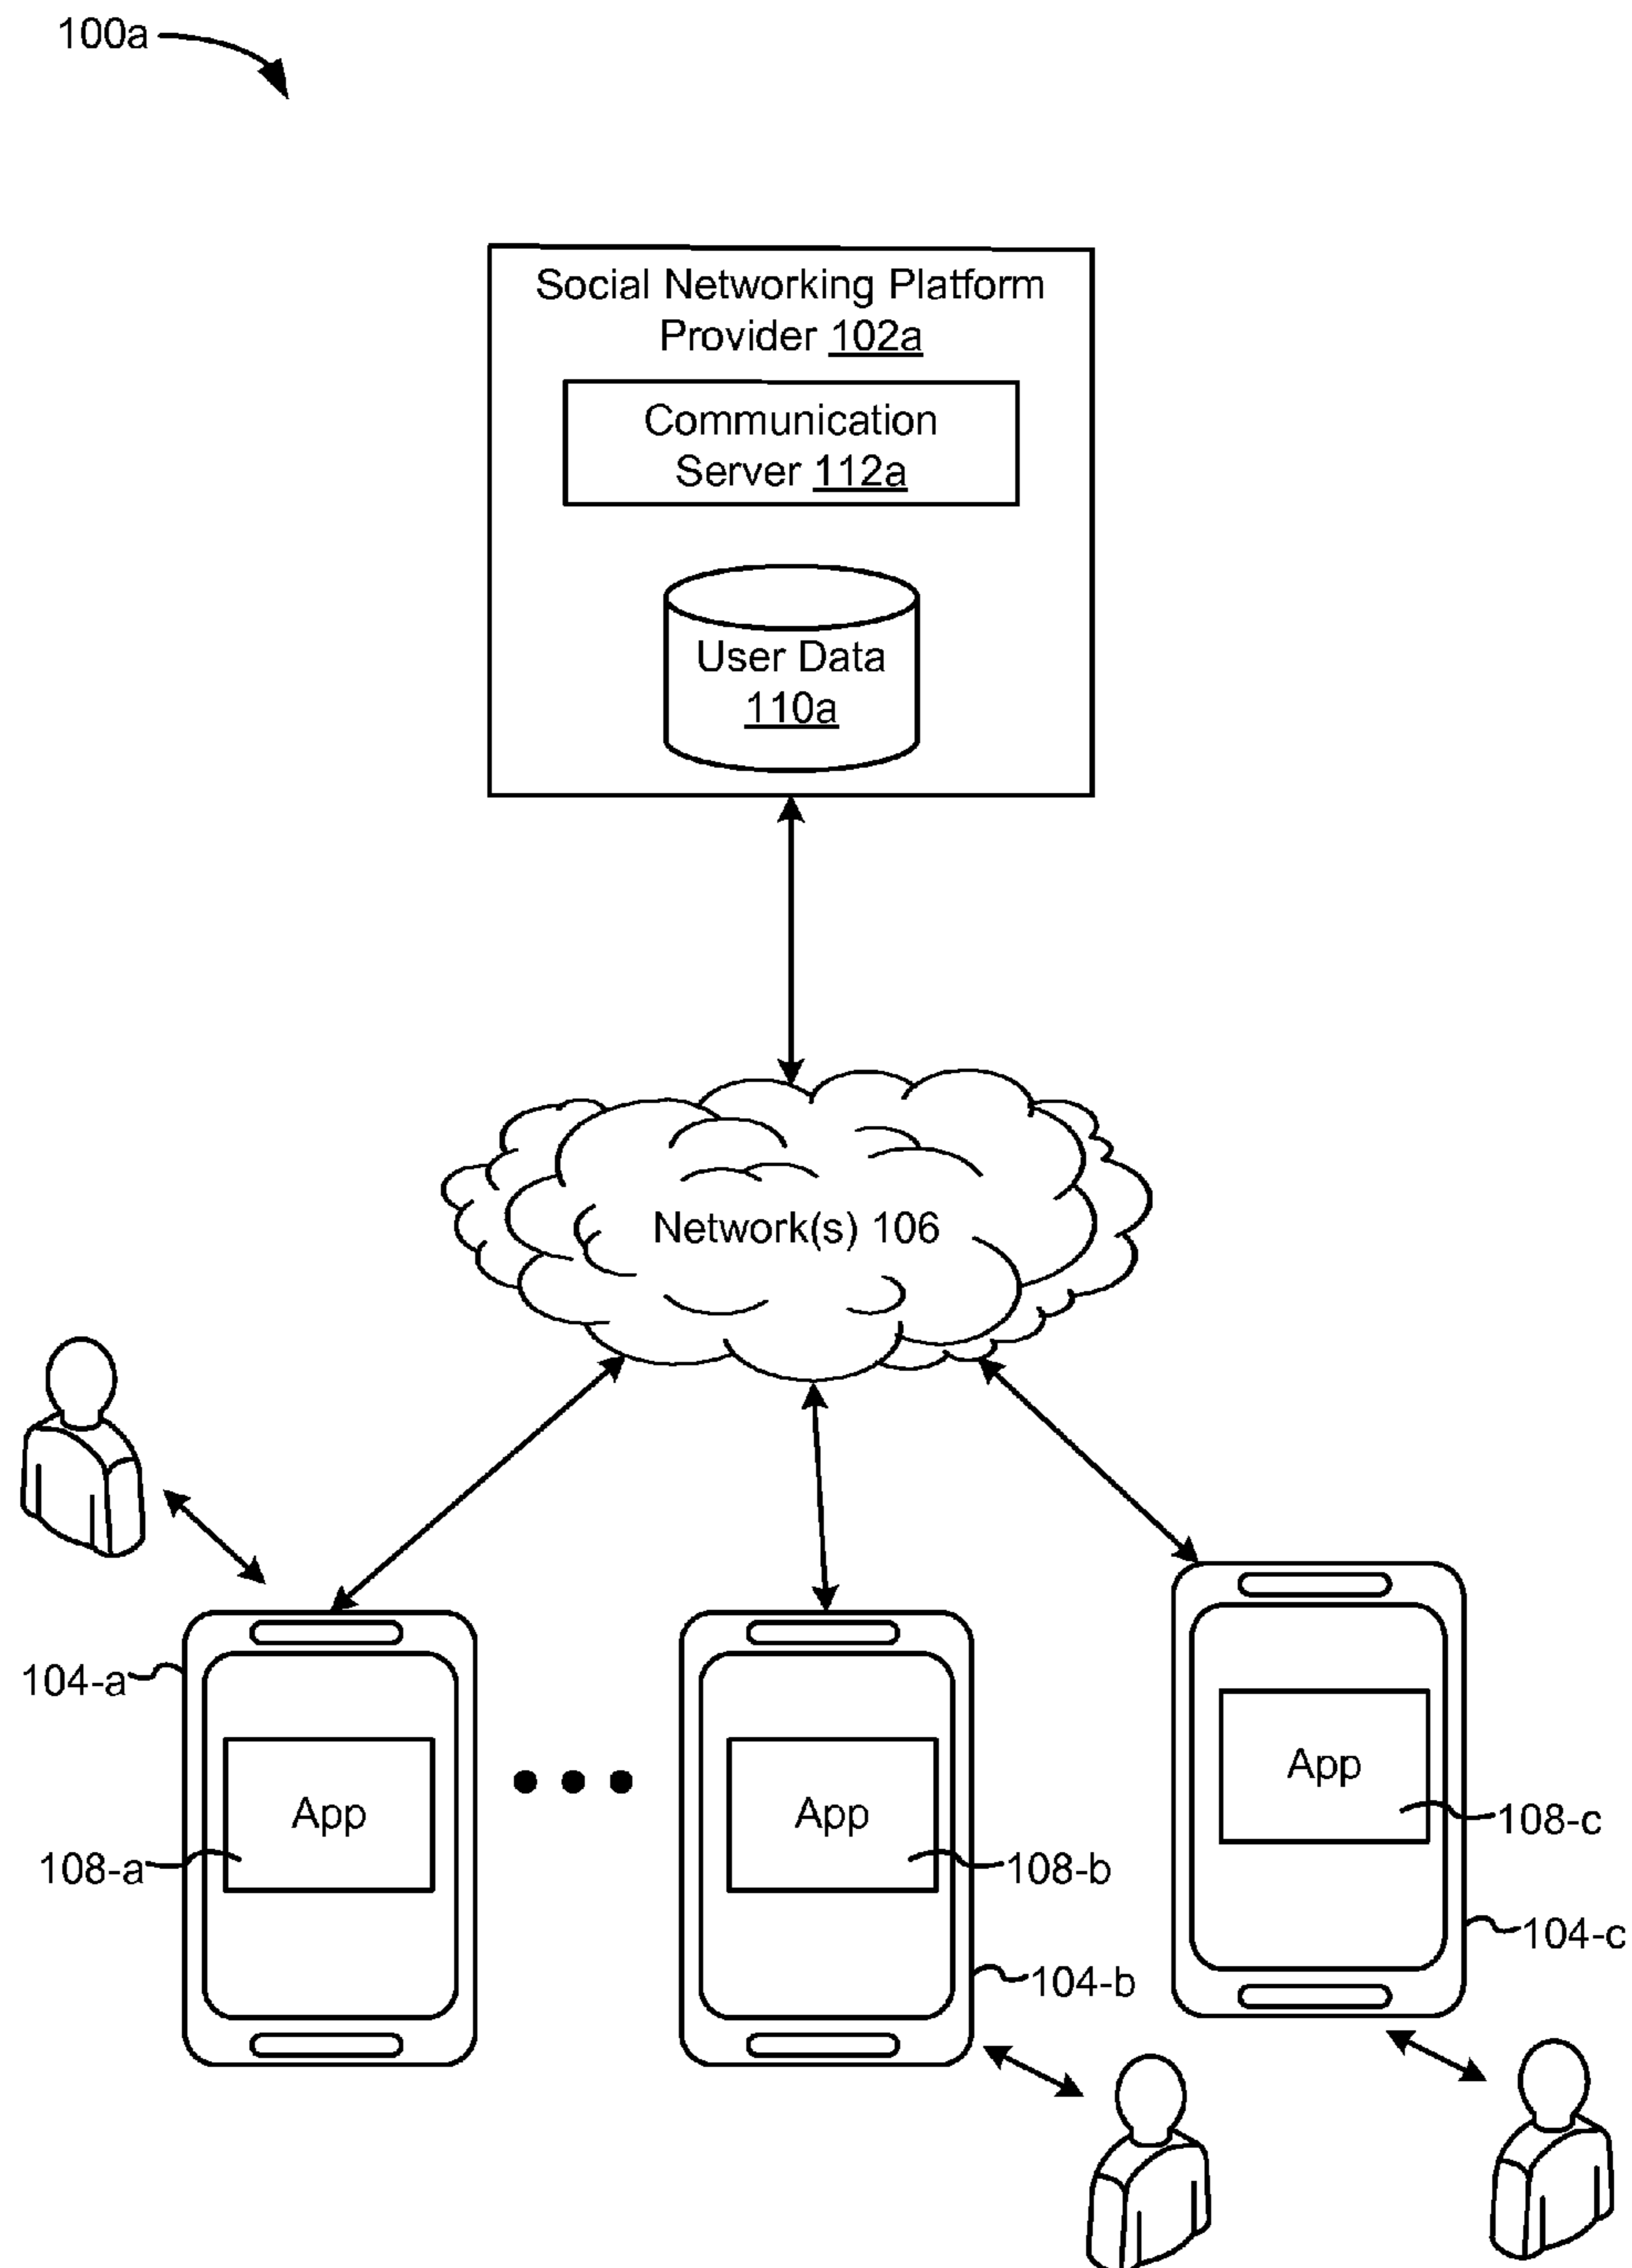 100a
Social Networking Platform
Provider 102a
Communication
Server 112a
User Data
110a
Network(s) 106
104-a
App
108-a
App
108-b
104-b
App
108-c
104-c